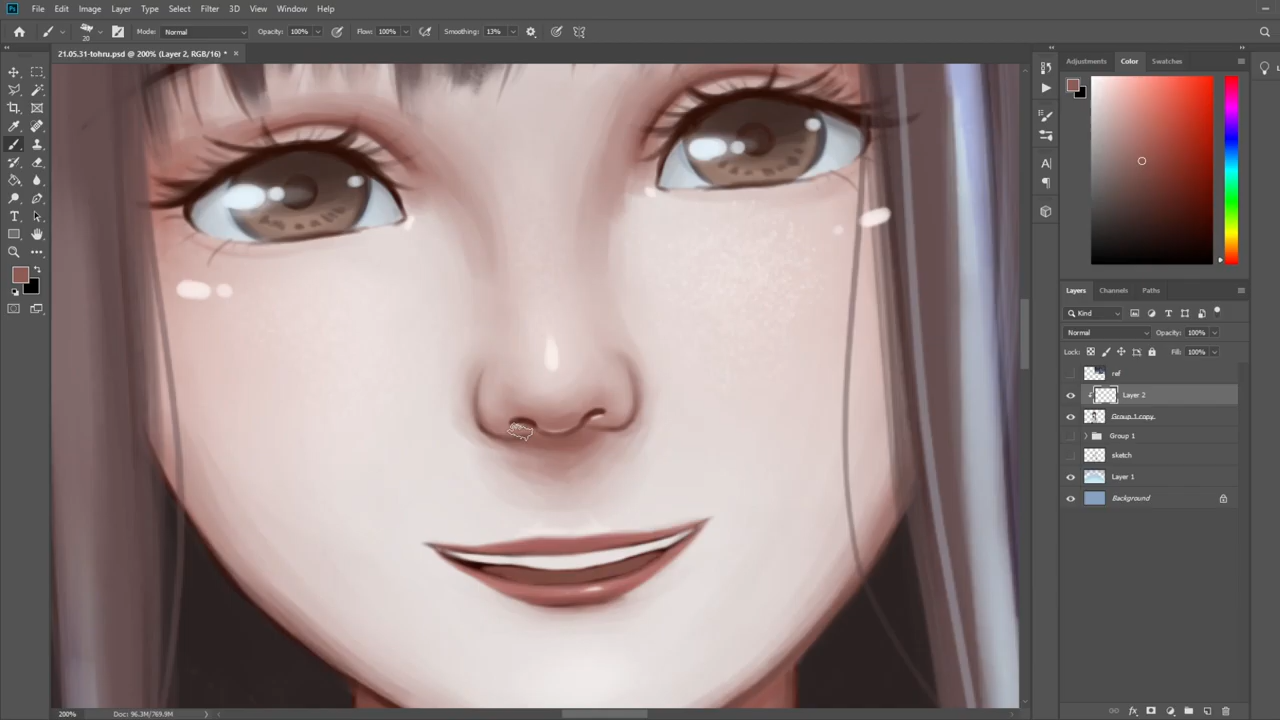 Ps File Edit Image Layer Type Select Filter 3D View Window Help
20 Mode: Normal Opacity: 100% Flow: 100% Smoothing: 13%
21.05.31-tohru.psd @ 200% (Layer 2, RGB/16) * ×
Adjustments Color Swatches
Layers Channels Paths
Kind
Normal Opacity: 100%
Lock: Fill: 100%
ref
Layer 2
Group 1 copy
Group 1
sketch
Layer 1
Background
200% Doc: 96.3M/769.9M